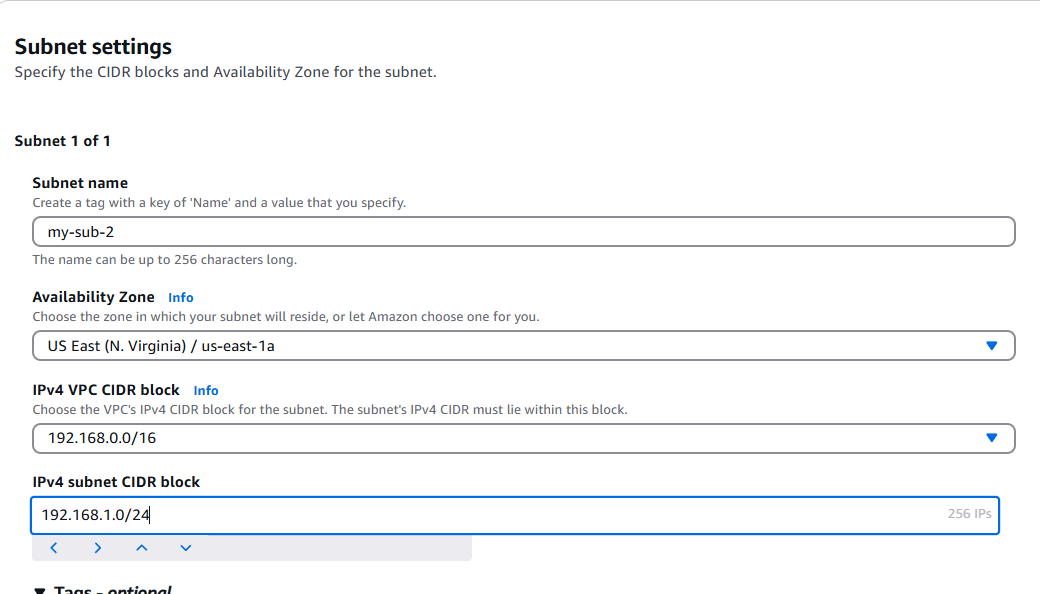 Subnet settings
Specify the CIDR blocks and Availability Zone for the subnet.
Subnet 1 of 1
Subnet name
Create a tag with a key of 'Name' and a value that you specify.
my-sub-2
The name can be up to 256 characters long.
Availability Zone Info
Choose the zone in which your subnet will reside, or let Amazon choose one for you.
US East (N. Virginia) / us-east-1a
IPv4 VPC CIDR block Info
Choose the VPC's IPv4 CIDR block for the subnet. The subnet's IPv4 CIDR must lie within this block.
192.168.0.0/16
IPv4 subnet CIDR block
192.168.1.0/24 256 IPs
Tags - optional